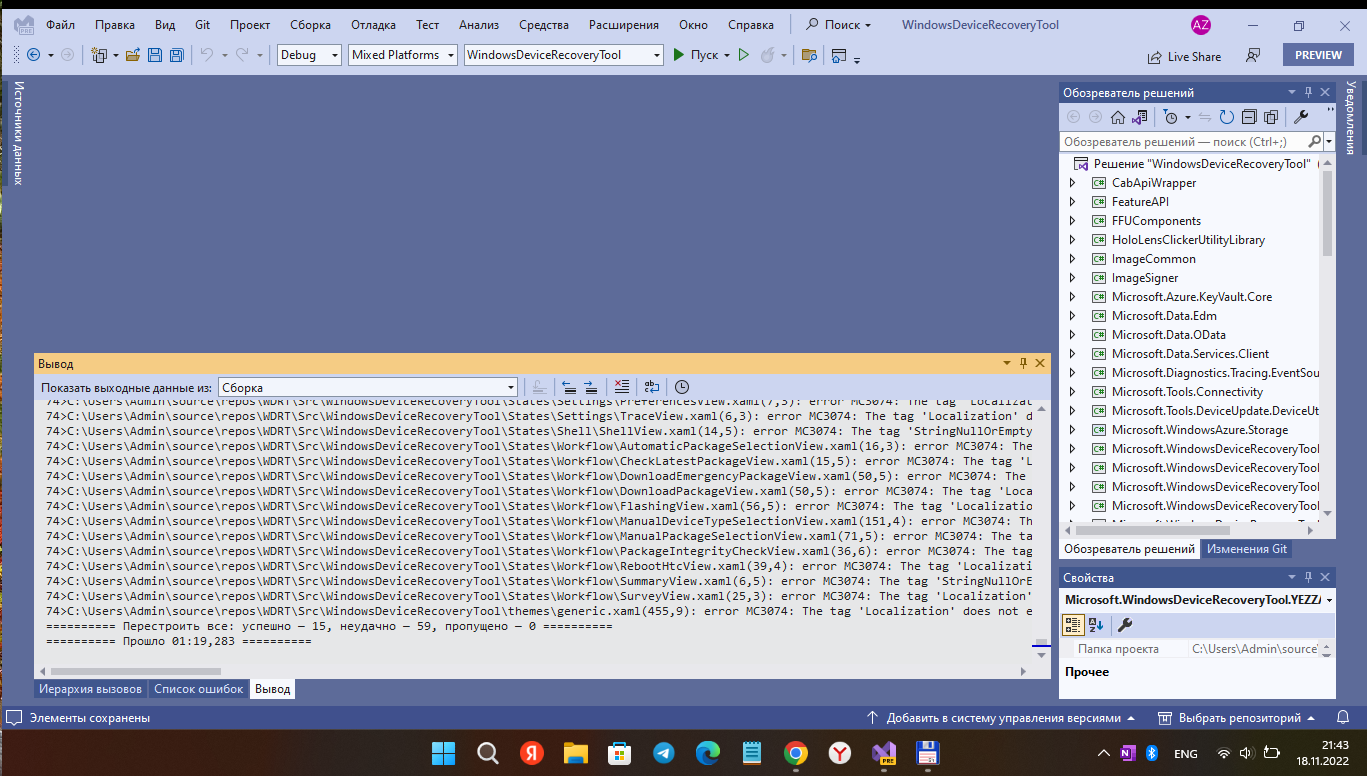 Файл Правка Вид Git Проект Сборка Отладка Тест Анализ Средства Расширения Окно Справка Поиск WindowsDeviceRecoveryTool AZ
Debug Mixed Platforms WindowsDeviceRecoveryTool Пуск Live Share PREVIEW
Источники данных
Вывод
Показать выходные данные из: Сборка
74>C:\Users\Admin\source\repos\WDRT\Src\WindowsDeviceRecoveryTool\States\Settings\PreferencesView.xaml(7,5): error MC3074: The tag 'Localizat
74>C:\Users\Admin\source\repos\WDRT\Src\WindowsDeviceRecoveryTool\States\Settings\TraceView.xaml(6,3): error MC3074: The tag 'Localization' d
74>C:\Users\Admin\source\repos\WDRT\Src\WindowsDeviceRecoveryTool\States\Shell\ShellView.xaml(14,5): error MC3074: The tag 'StringNullOrEmpty
74>C:\Users\Admin\source\repos\WDRT\Src\WindowsDeviceRecoveryTool\States\Workflow\AutomaticPackageSelectionView.xaml(16,3): error MC3074: The
74>C:\Users\Admin\source\repos\WDRT\Src\WindowsDeviceRecoveryTool\States\Workflow\CheckLatestPackageView.xaml(15,5): error MC3074: The tag 'L
74>C:\Users\Admin\source\repos\WDRT\Src\WindowsDeviceRecoveryTool\States\Workflow\DownloadEmergencyPackageView.xaml(50,5): error MC3074: The
74>C:\Users\Admin\source\repos\WDRT\Src\WindowsDeviceRecoveryTool\States\Workflow\DownloadPackageView.xaml(50,5): error MC3074: The tag 'Loca
74>C:\Users\Admin\source\repos\WDRT\Src\WindowsDeviceRecoveryTool\States\Workflow\FlashingView.xaml(56,5): error MC3074: The tag 'Localizatio
74>C:\Users\Admin\source\repos\WDRT\Src\WindowsDeviceRecoveryTool\States\Workflow\ManualDeviceTypeSelectionView.xaml(151,4): error MC3074: Th
74>C:\Users\Admin\source\repos\WDRT\Src\WindowsDeviceRecoveryTool\States\Workflow\ManualPackageSelectionView.xaml(71,5): error MC3074: The ta
74>C:\Users\Admin\source\repos\WDRT\Src\WindowsDeviceRecoveryTool\States\Workflow\PackageIntegrityCheckView.xaml(36,6): error MC3074: The tag
74>C:\Users\Admin\source\repos\WDRT\Src\WindowsDeviceRecoveryTool\States\Workflow\RebootHtcView.xaml(39,4): error MC3074: The tag 'Localizati
74>C:\Users\Admin\source\repos\WDRT\Src\WindowsDeviceRecoveryTool\States\Workflow\SummaryView.xaml(6,5): error MC3074: The tag 'StringNullOrE
74>C:\Users\Admin\source\repos\WDRT\Src\WindowsDeviceRecoveryTool\States\Workflow\SurveyView.xaml(25,3): error MC3074: The tag 'Localization'
74>C:\Users\Admin\source\repos\WDRT\Src\WindowsDeviceRecoveryTool\themes\generic.xaml(455,9): error MC3074: The tag 'Localization' does not e
========== Перестроить все: успешно – 15, неудачно – 59, пропущено – 0 ==========
========== Прошло 01:19,283 ==========
Иерархия вызовов Список ошибок Вывод
Обозреватель решений
Обозреватель решений — поиск (Ctrl+;)
Решение "WindowsDeviceRecoveryTool"
C# CabApiWrapper
C# FeatureAPI
C# FFUComponents
C# HoloLensClickerUtilityLibrary
C# ImageCommon
C# ImageSigner
C# Microsoft.Azure.KeyVault.Core
C# Microsoft.Data.Edm
C# Microsoft.Data.OData
C# Microsoft.Data.Services.Client
C# Microsoft.Diagnostics.Tracing.EventSou
C# Microsoft.Tools.Connectivity
C# Microsoft.Tools.DeviceUpdate.DeviceUt
C# Microsoft.WindowsAzure.Storage
C# Microsoft.WindowsDeviceRecoveryTool
C# Microsoft.WindowsDeviceRecoveryTool
C# Microsoft.WindowsDeviceRecoveryTool
C# Microsoft.WindowsDeviceRecoveryTool
Обозреватель решений Изменения Git
Свойства
Microsoft.WindowsDeviceRecoveryTool.YEZZ
Папка проекта C:\Users\Admin\source\
Прочее
Уведомления
Элементы сохранены Добавить в систему управления версиями Выбрать репозиторий
Я Y PRE N ENG 21:43
18.11.2022